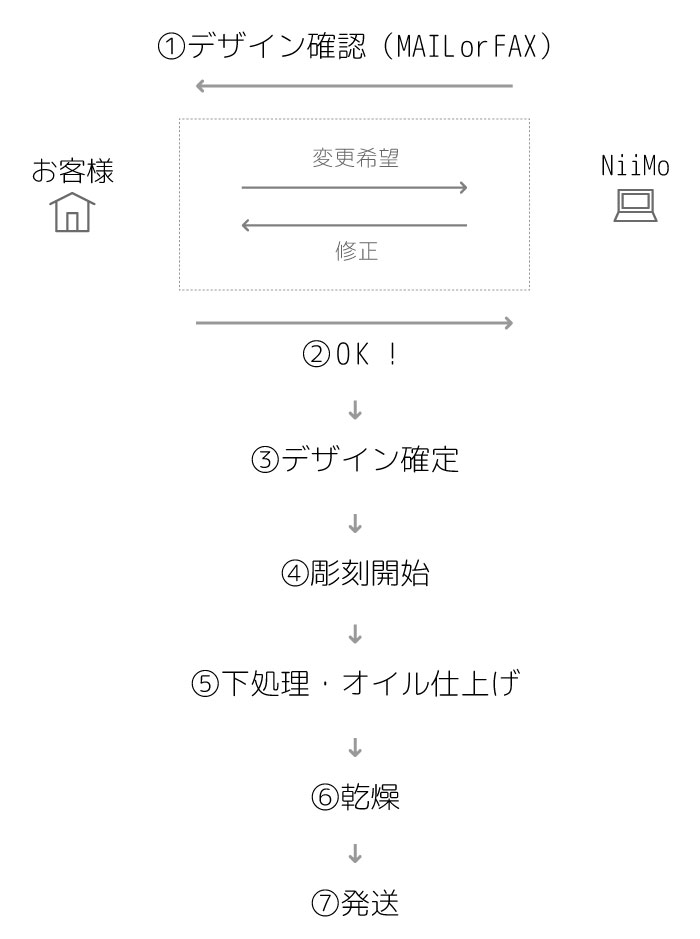 ①デザイン確認（MAILorFAX）
お客様
変更希望
NiiMo
修正
②OK！
③デザイン確定
④彫刻開始
⑤下処理・オイル仕上げ
⑥乾燥
⑦発送